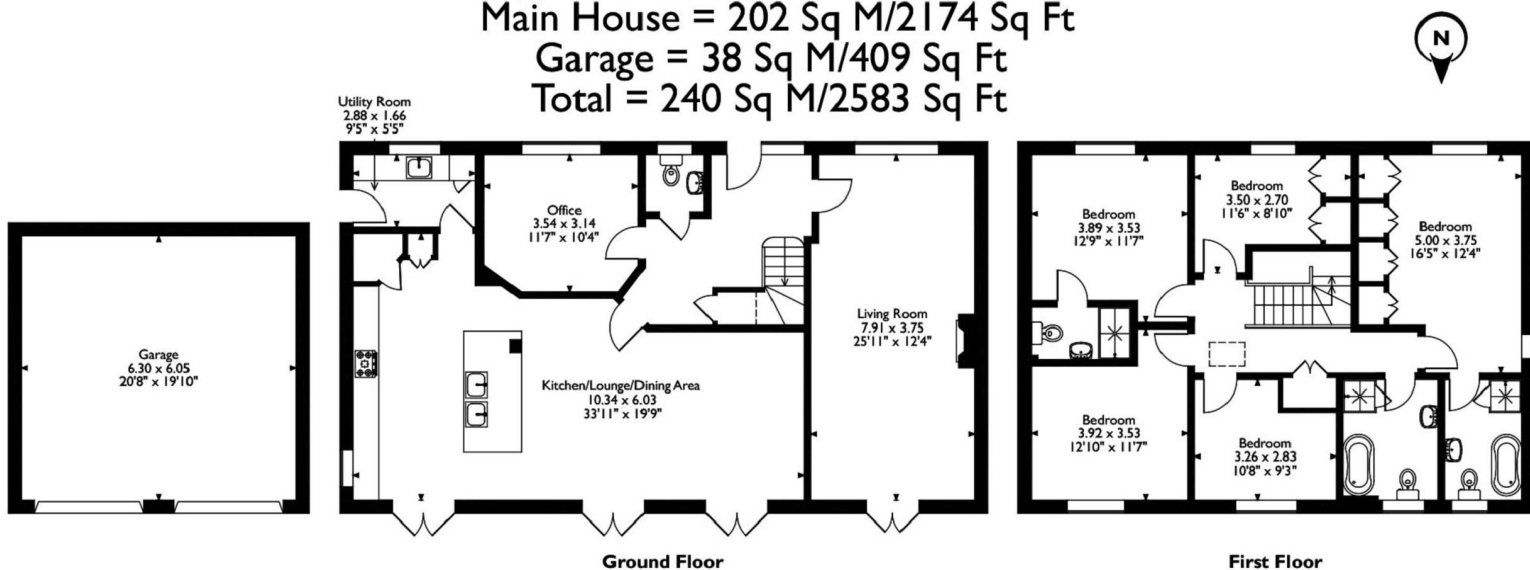 Main House = 202 Sq M/2174 Sq Ft
Garage = 38 Sq M/409 Sq Ft
Total = 240 Sq M/2583 Sq Ft
N
Utility Room
2.88 x 1.66
9'5" x 5'5"
Office
3.54 x 3.14
11'7" x 10'4"
Garage
6.30 x 6.05
20'8" x 19'10"
Kitchen/Lounge/Dining Area
10.34 x 6.03
33'11" x 19'9"
Living Room
7.91 x 3.75
25'11" x 12'4"
Bedroom
3.89 x 3.53
12'9" x 11'7"
Bedroom
3.50 x 2.70
11'6" x 8'10"
Bedroom
5.00 x 3.75
16'5" x 12'4"
Bedroom
3.92 x 3.53
12'10" x 11'7"
Bedroom
3.26 x 2.83
10'8" x 9'3"
Ground Floor
First Floor